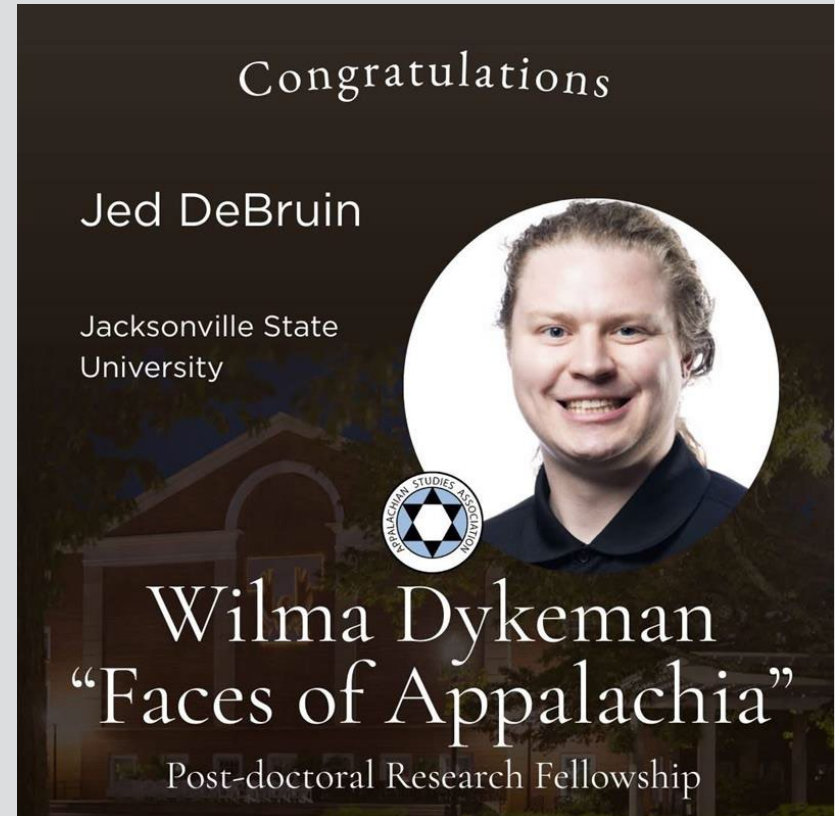 Congratulations
Jed DeBruin
Jacksonville State
University
APPALACHIAN STUDIES ASSOCIATION
Wilma Dykeman
“Faces of Appalachia”
Post-doctoral Research Fellowship